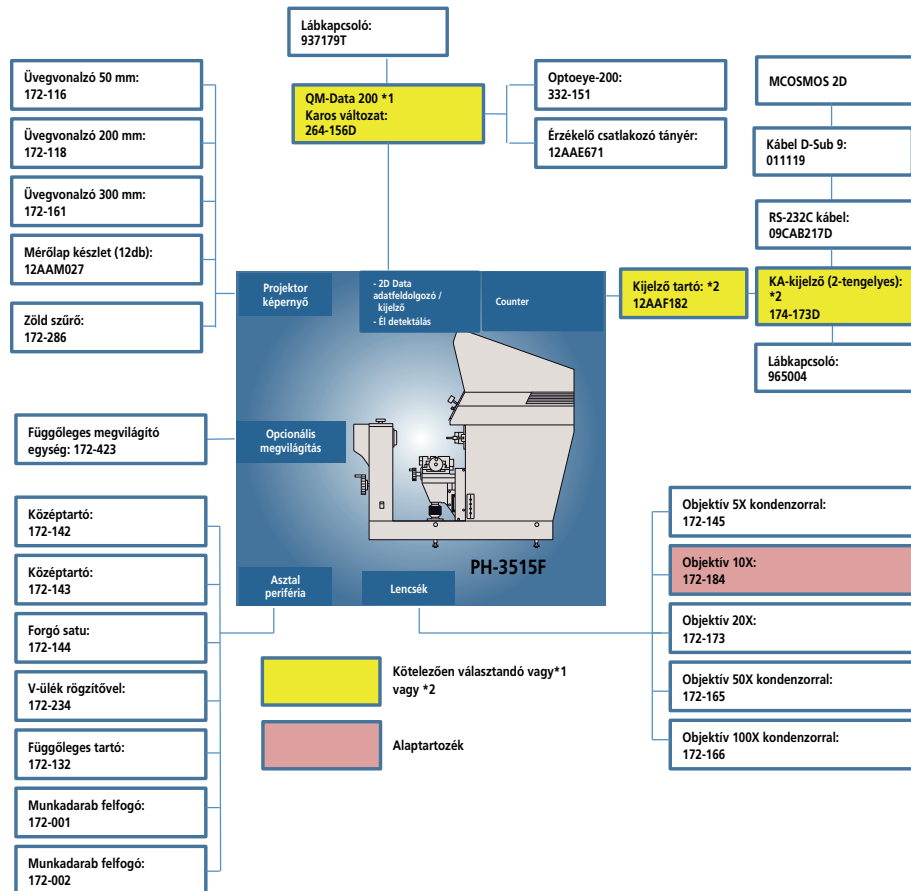 Lábkapcsoló:
937179T
Üvegvonalzó 50 mm:
172-116
Üvegvonalzó 200 mm:
172-118
Üvegvonalzó 300 mm:
172-161
Mérőlap készlet (12db):
12AAM027
Zöld szűrő:
172-286
QM-Data 200 *1
Karos változat:
264-156D
Optoeye-200:
332-151
Érzékelő csatlakozó tányér:
12AAE671
MCOSMOS 2D
Kábel D-Sub 9:
011119
RS-232C kábel:
09CAB217D
Kijelző tartó: *2
12AAF182
KA-kijelző (2-tengelyes):
*2
174-173D
Lábkapcsoló:
965004
Projektor
képernyő
- 2D Data
adatfeldolgozó /
kijelző
- Él detektálás
Counter
Függőleges megvilágító
egység: 172-423
Opcionális
megvilágítás
PH-3515F
Asztal
periféria
Lencsék
Középtartó:
172-142
Középtartó:
172-143
Forgó satu:
172-144
V-ülék rögzítővel:
172-234
Függőleges tartó:
172-132
Munkadarab felfogó:
172-001
Munkadarab felfogó:
172-002
Kötelezően választandó vagy*1
vagy *2
Alaptartozék
Objektív 5X kondenzorral:
172-145
Objektív 10X:
172-184
Objektív 20X:
172-173
Objektív 50X kondenzorral:
172-165
Objektív 100X kondenzorral:
172-166